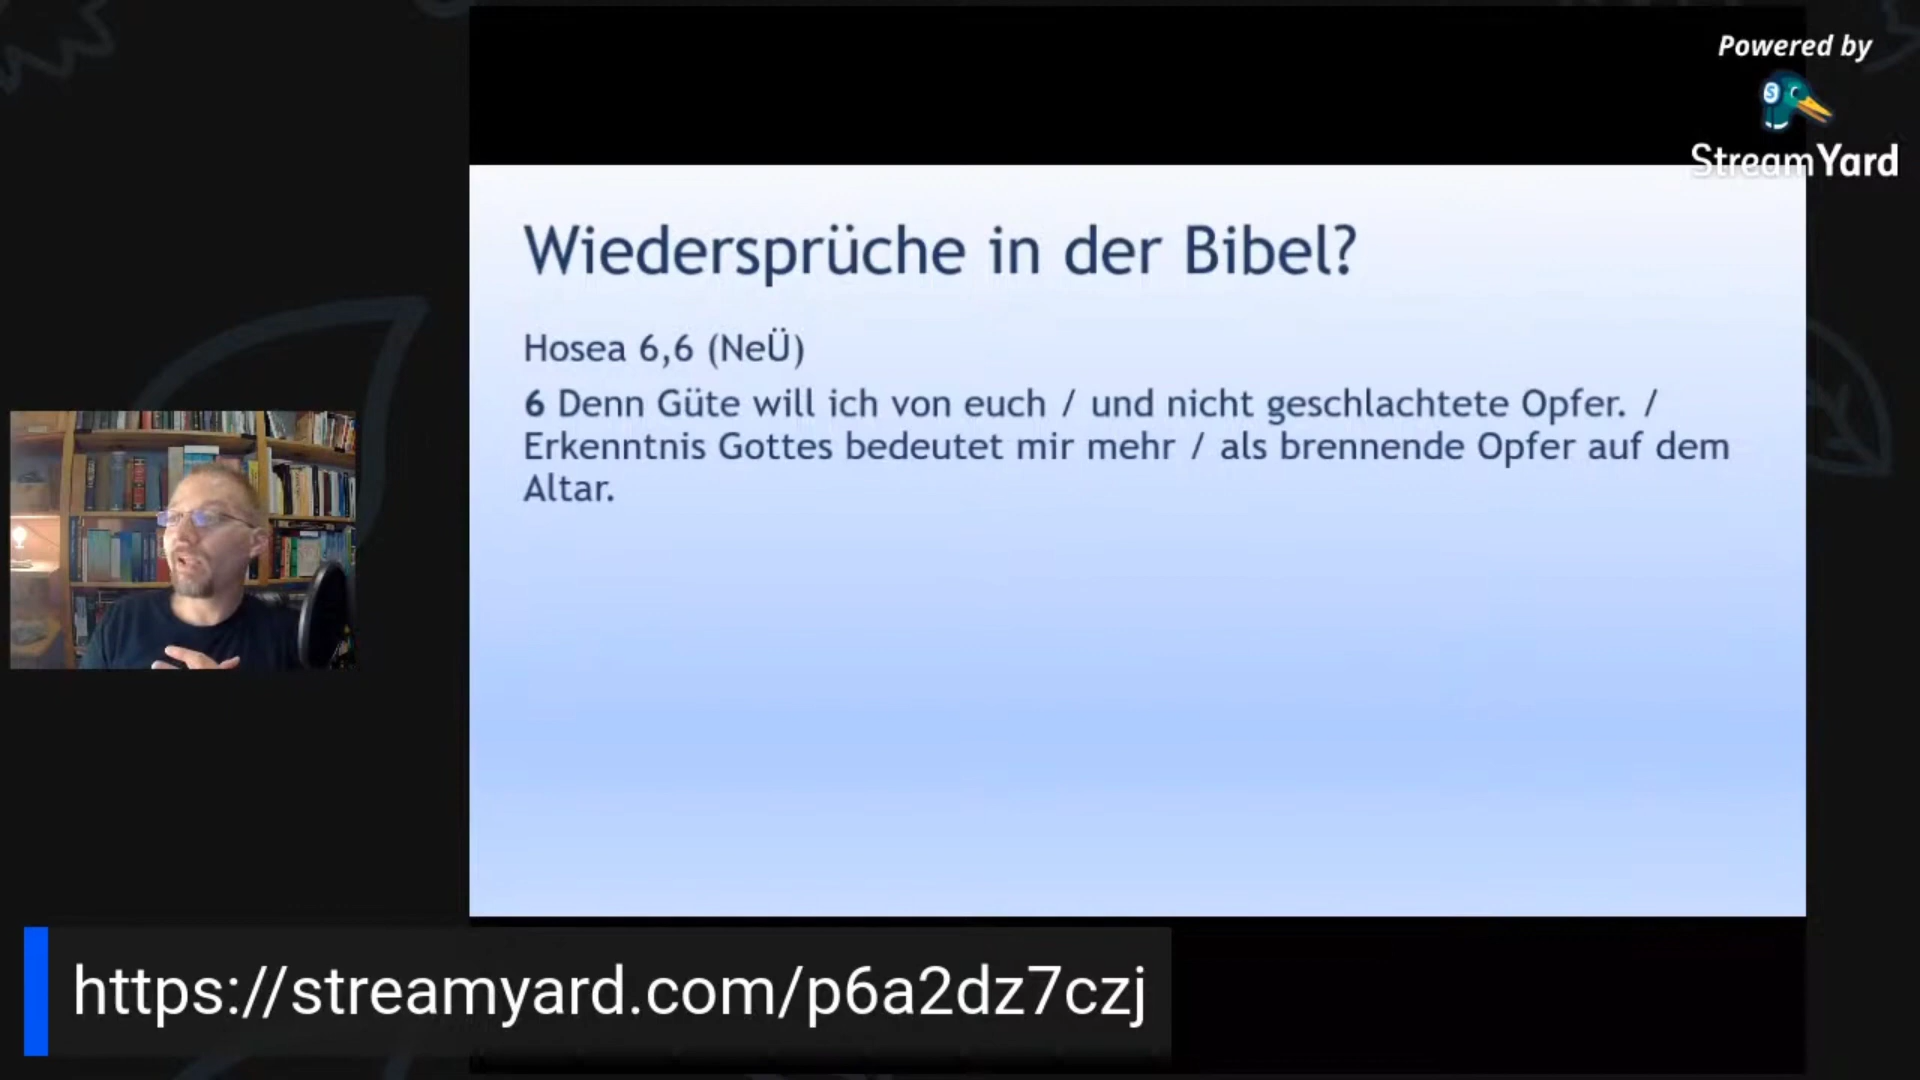 Powered by
StreamYard
Wiedersprüche in der Bibel?
Hosea 6,6 (NeÜ)
6 Denn Güte will ich von euch / und nicht geschlachtete Opfer. /
Erkenntnis Gottes bedeutet mir mehr / als brennende Opfer auf dem
Altar.
https://streamyard.com/p6a2dz7czj